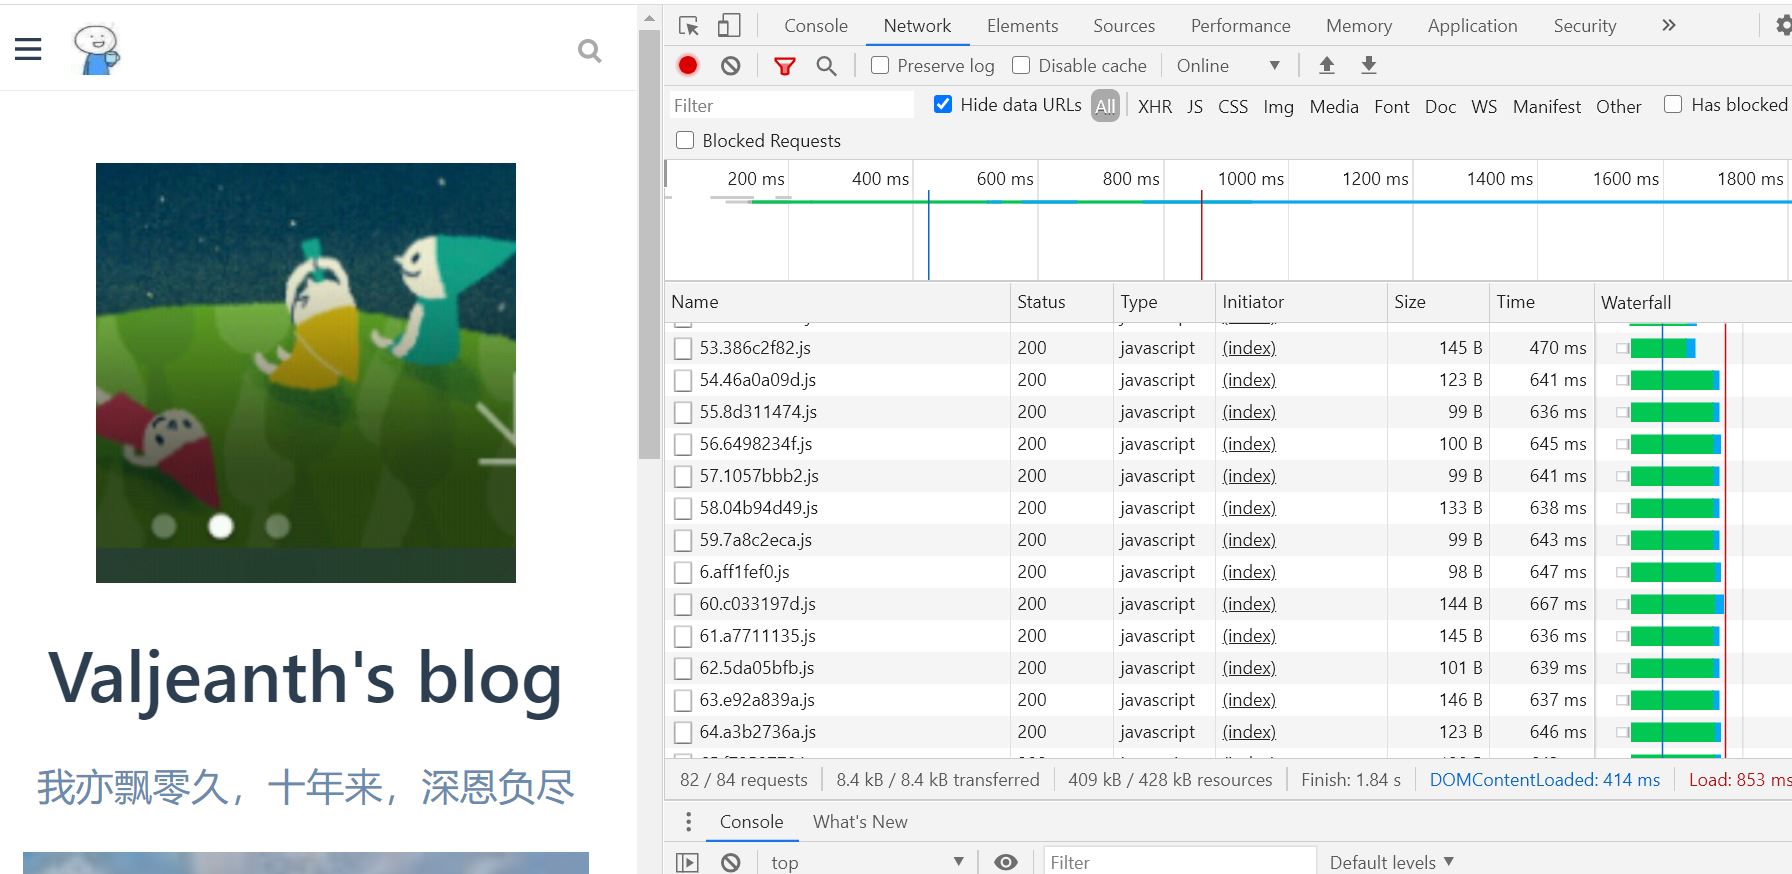 Valjeanth's blog
我亦飘零久，十年来，深恩负尽
Console Network Elements Sources Performance Memory Application Security
Preserve log Disable cache Online
Filter Hide data URLs All XHR JS CSS Img Media Font Doc WS Manifest Other Has blocked
Blocked Requests
200 ms 400 ms 600 ms 800 ms 1000 ms 1200 ms 1400 ms 1600 ms 1800 ms
Name Status Type Initiator Size Time Waterfall
53.386c2f82.js 200 javascript (index) 145 B 470 ms
54.46a0a09d.js 200 javascript (index) 123 B 641 ms
55.8d311474.js 200 javascript (index) 99 B 636 ms
56.6498234f.js 200 javascript (index) 100 B 645 ms
57.1057bbb2.js 200 javascript (index) 99 B 641 ms
58.04b94d49.js 200 javascript (index) 133 B 638 ms
59.7a8c2eca.js 200 javascript (index) 99 B 643 ms
6.aff1fef0.js 200 javascript (index) 98 B 647 ms
60.c033197d.js 200 javascript (index) 144 B 667 ms
61.a7711135.js 200 javascript (index) 145 B 636 ms
62.5da05bfb.js 200 javascript (index) 101 B 639 ms
63.e92a839a.js 200 javascript (index) 146 B 637 ms
64.a3b2736a.js 200 javascript (index) 123 B 646 ms
82 / 84 requests 8.4 kB / 8.4 kB transferred 409 kB / 428 kB resources Finish: 1.84 s DOMContentLoaded: 414 ms Load: 853 ms
Console What's New
top Filter Default levels